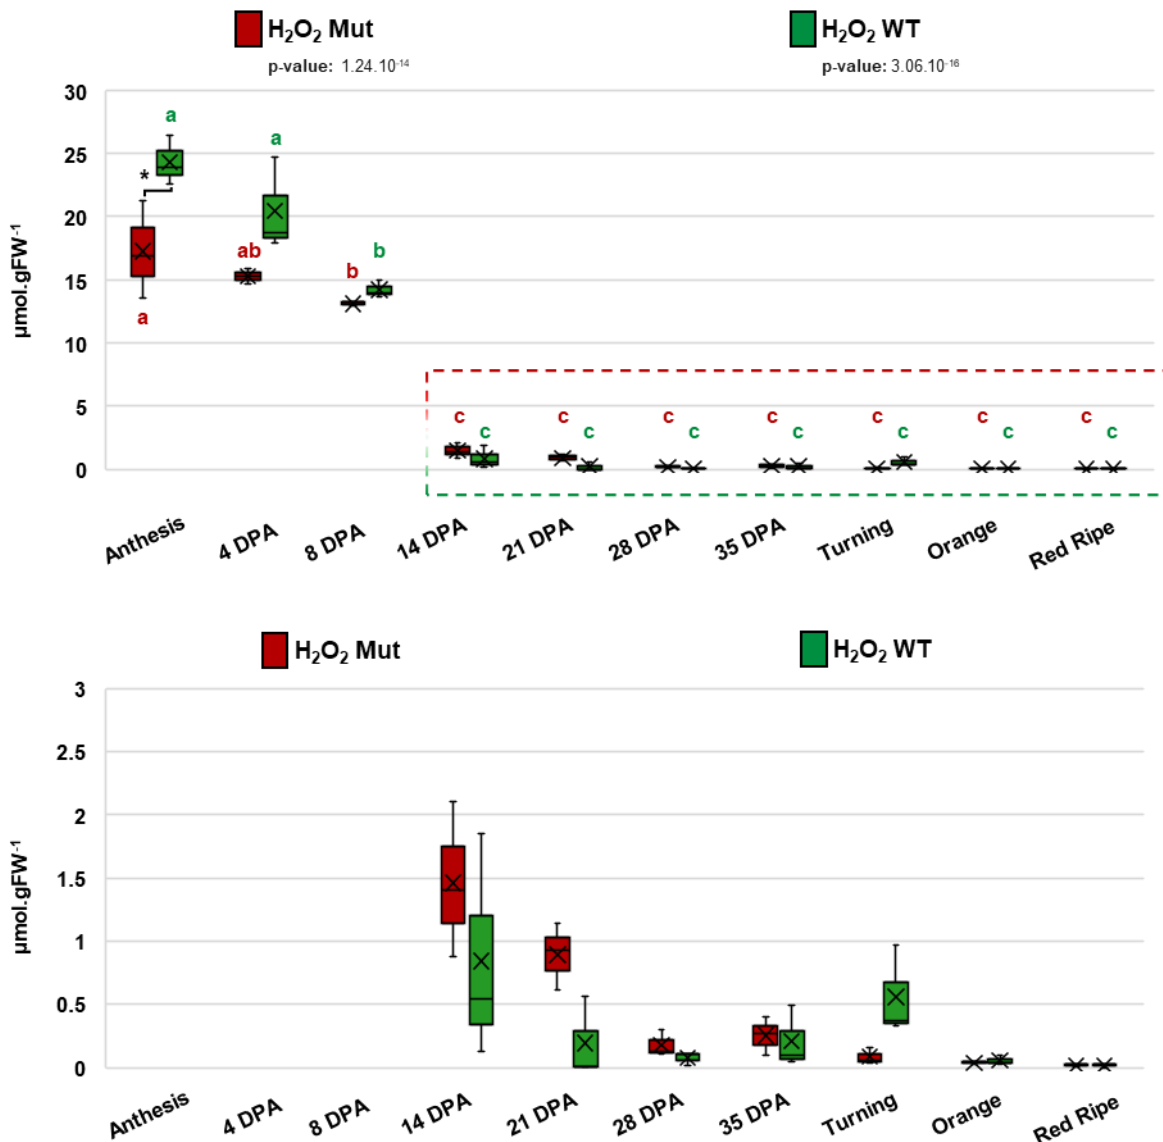 H₂O₂ Mut H₂O₂ WT
p-value: 1.24.10⁻¹⁴ p-value: 3.06.10⁻¹⁶
30
a
25
a
*
20
ab b b
15
a
µmol.gFW⁻¹
10
5
c c c c c c c
c c c c c c c
0
Anthesis 4 DPA 8 DPA 14 DPA 21 DPA 28 DPA 35 DPA Turning Orange Red Ripe
H₂O₂ Mut H₂O₂ WT
3
2.5
2
1.5
µmol.gFW⁻¹
1
0.5
0
Anthesis 4 DPA 8 DPA 14 DPA 21 DPA 28 DPA 35 DPA Turning Orange Red Ripe